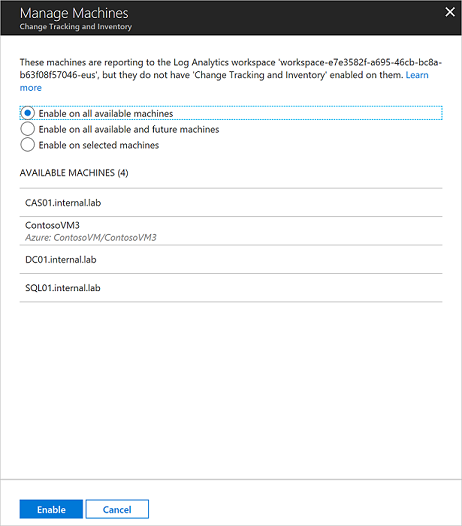 Manage Machines
Change Tracking and Inventory
These machines are reporting to the Log Analytics workspace 'workspace-e7e3582f-a695-46cb-bc8a-
b63f08f57046-eus', but they do not have 'Change Tracking and Inventory' enabled on them. Learn
more
Enable on all available machines
Enable on all available and future machines
Enable on selected machines
AVAILABLE MACHINES (4)
CAS01.internal.lab
ContosoVM3
Azure: ContosoVM/ContosoVM3
DC01.internal.lab
SQL01.internal.lab
Enable Cancel